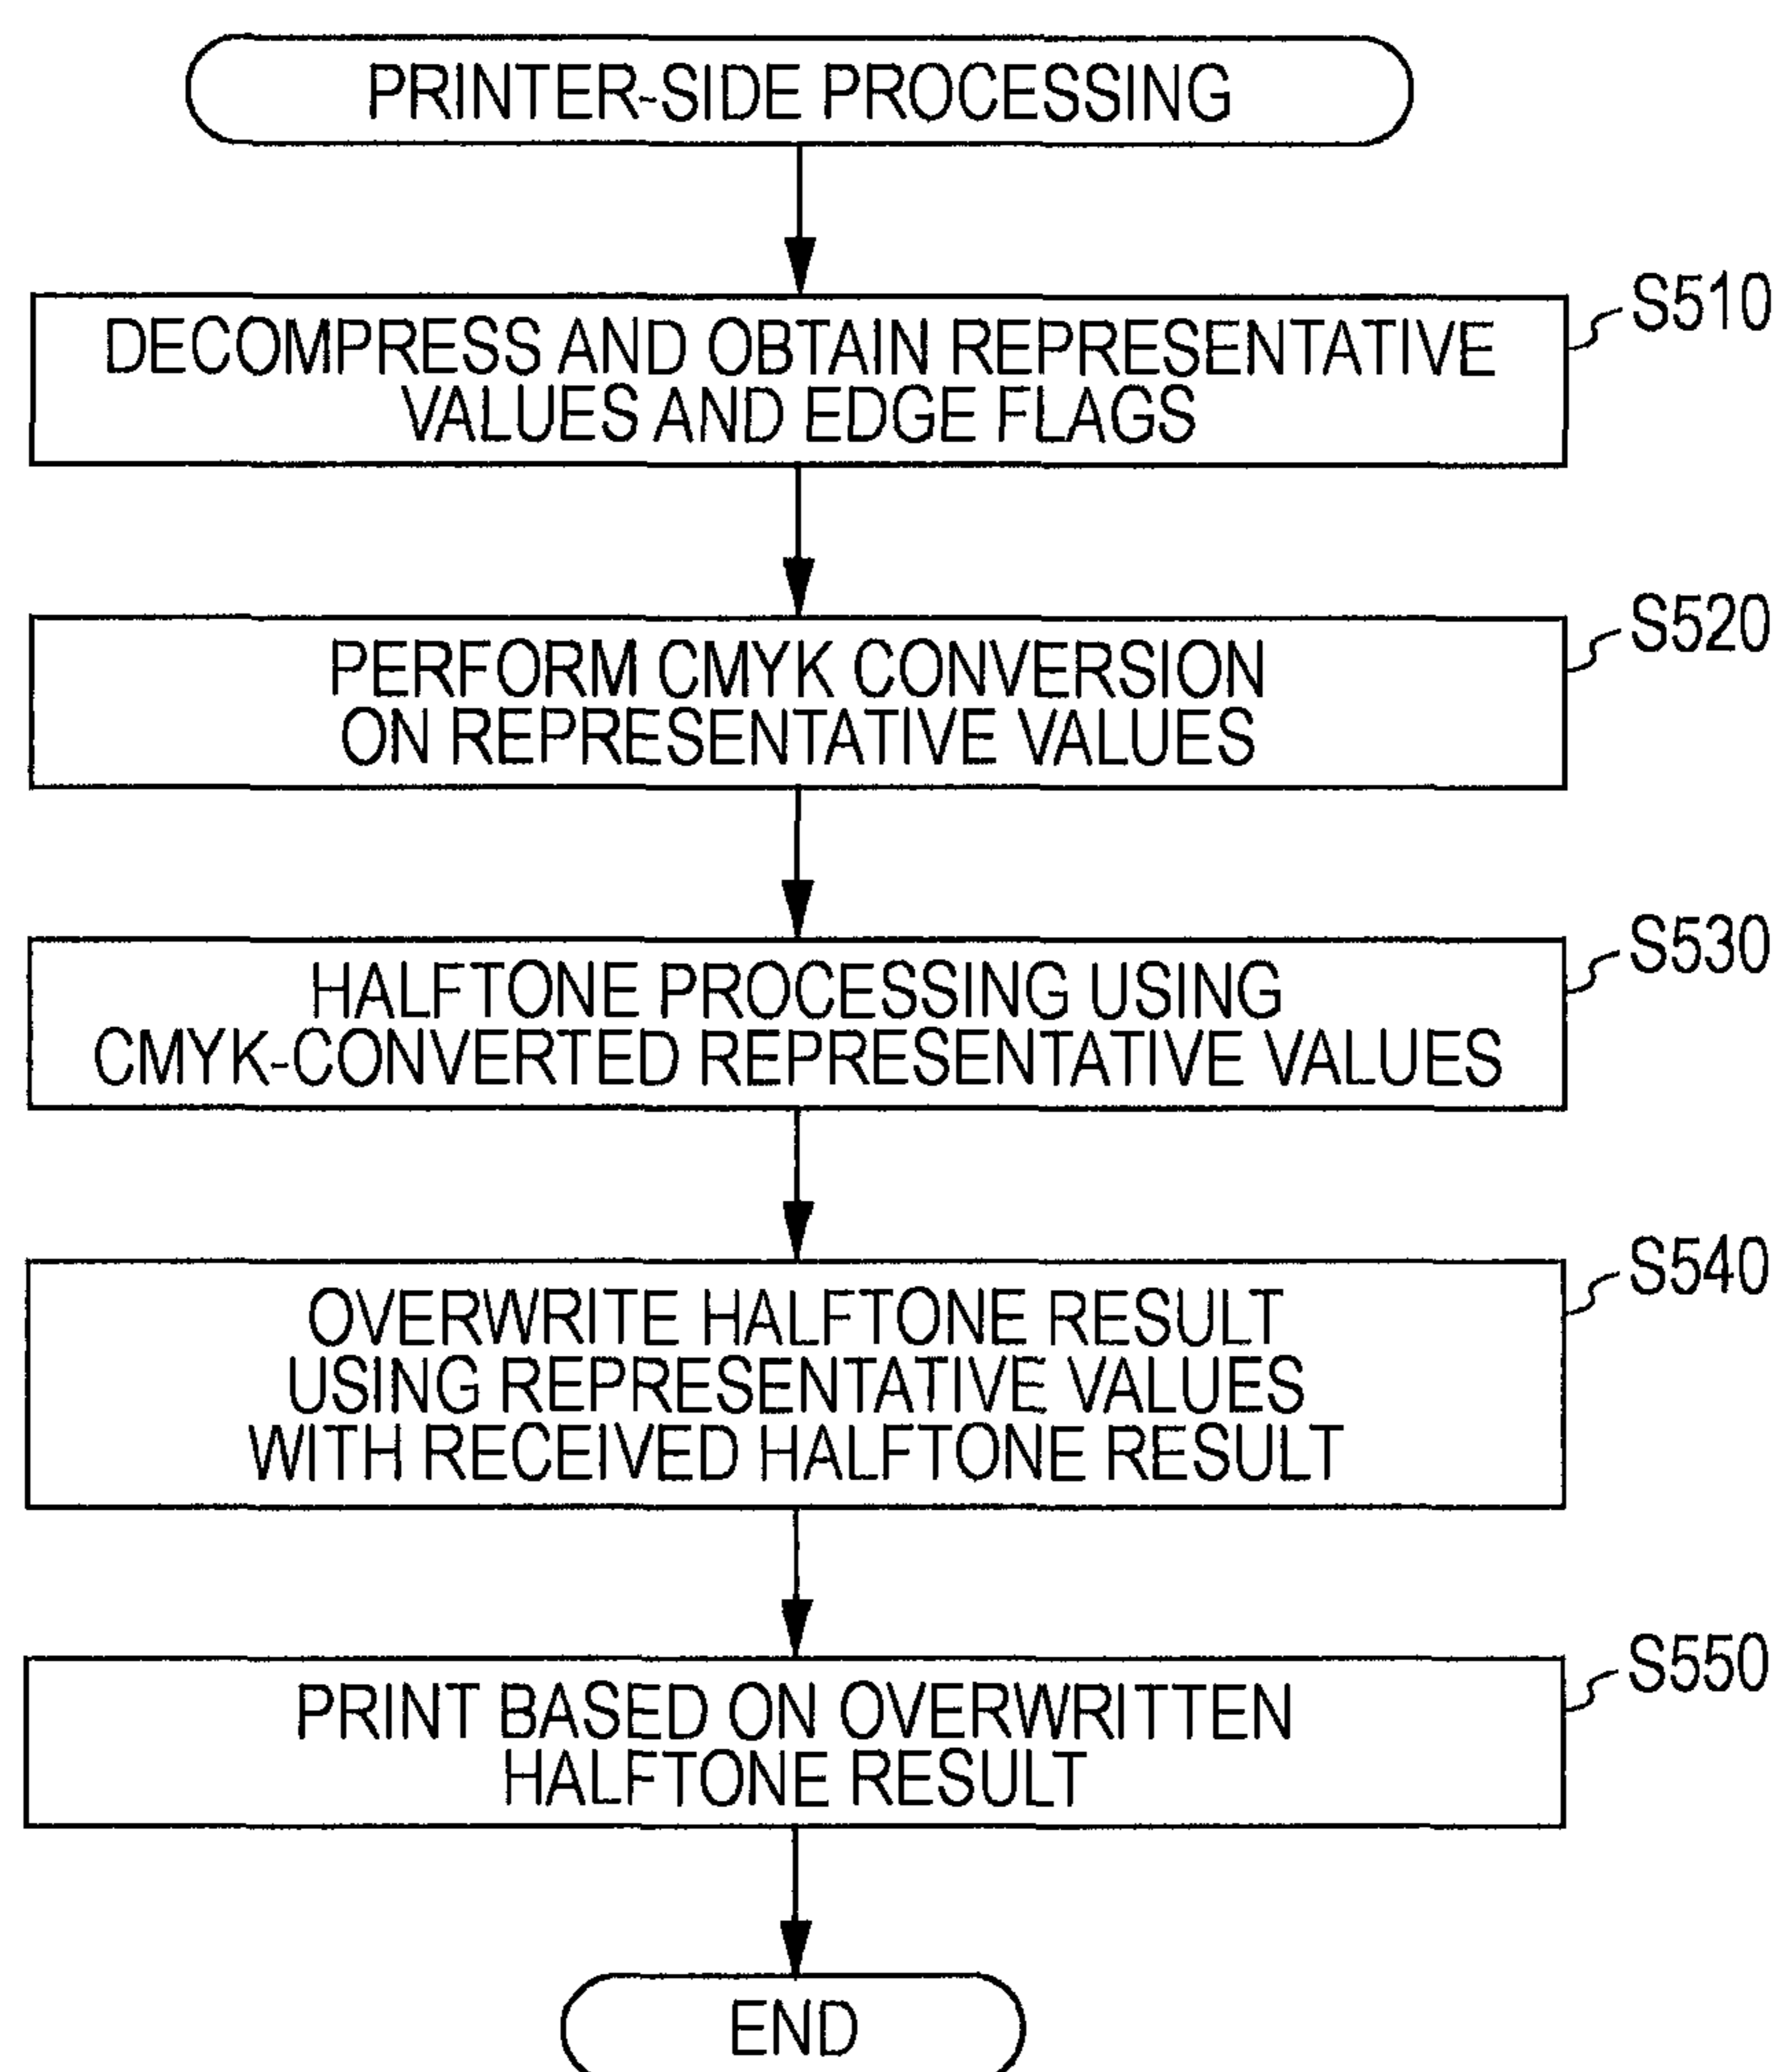 PRINTER-SIDE PROCESSING
S510
DECOMPRESS AND OBTAIN REPRESENTATIVE
VALUES AND EDGE FLAGS
S520
PERFORM CMYK CONVERSION
ON REPRESENTATIVE VALUES
S530
HALFTONE PROCESSING USING
CMYK-CONVERTED REPRESENTATIVE VALUES
S540
OVERWRITE HALFTONE RESULT
USING REPRESENTATIVE VALUES
WITH RECEIVED HALFTONE RESULT
S550
PRINT BASED ON OVERWRITTEN
HALFTONE RESULT
END